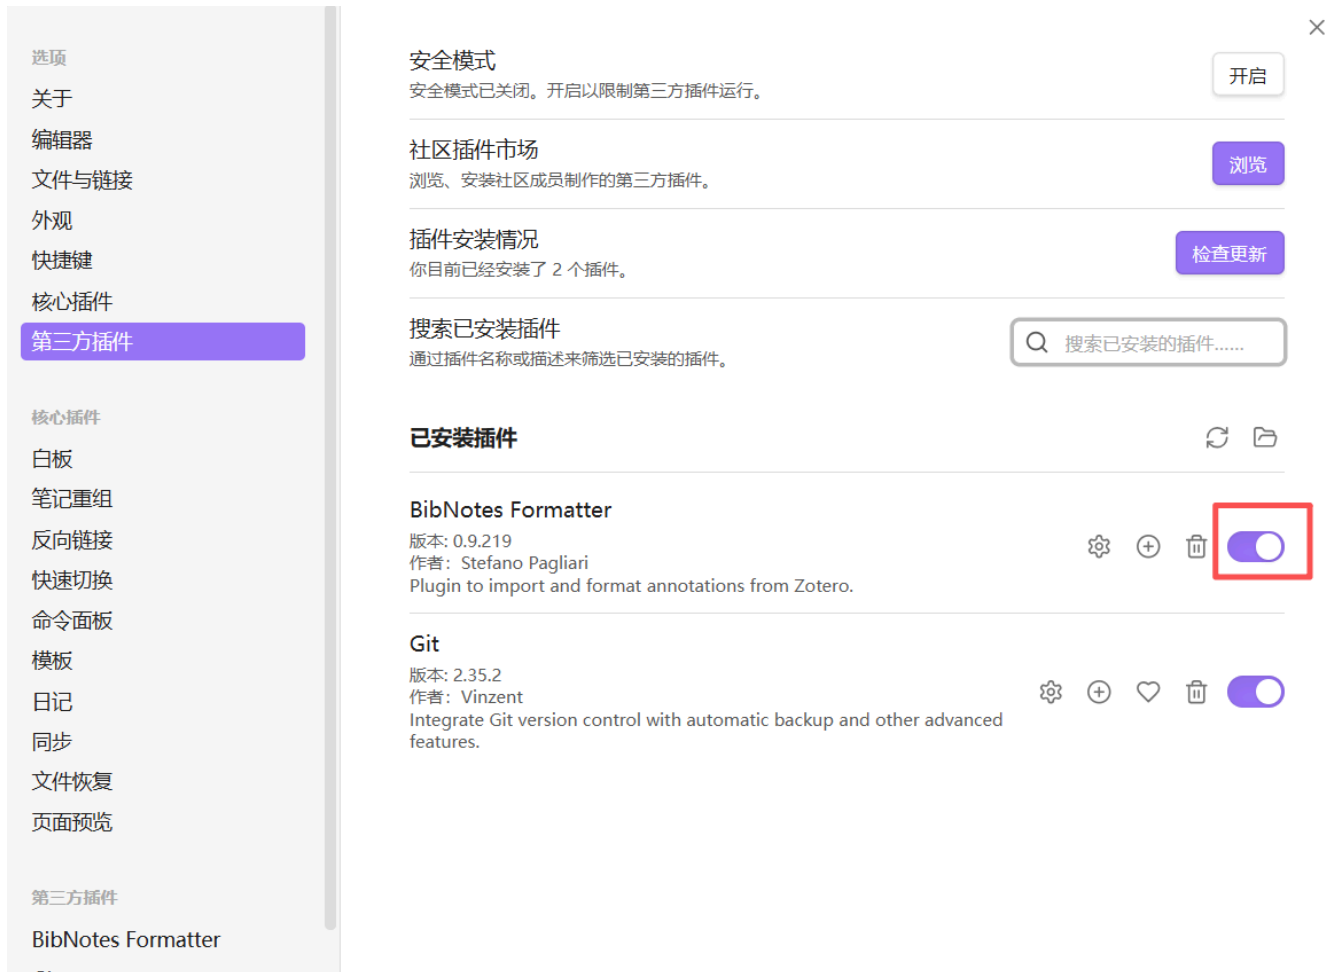 选项
关于
编辑器
文件与链接
外观
快捷键
核心插件
第三方插件
核心插件
白板
笔记重组
反向链接
快速切换
命令面板
模板
日记
同步
文件恢复
页面预览
第三方插件
BibNotes Formatter
安全模式
安全模式已关闭。开启以限制第三方插件运行。
开启
社区插件市场
浏览、安装社区成员制作的第三方插件。
浏览
插件安装情况
你目前已经安装了 2 个插件。
检查更新
搜索已安装插件
通过插件名称或描述来筛选已安装的插件。
搜索已安装的插件......
已安装插件
BibNotes Formatter
版本: 0.9.219
作者：Stefano Pagliari
Plugin to import and format annotations from Zotero.
Git
版本: 2.35.2
作者：Vinzent
Integrate Git version control with automatic backup and other advanced
features.